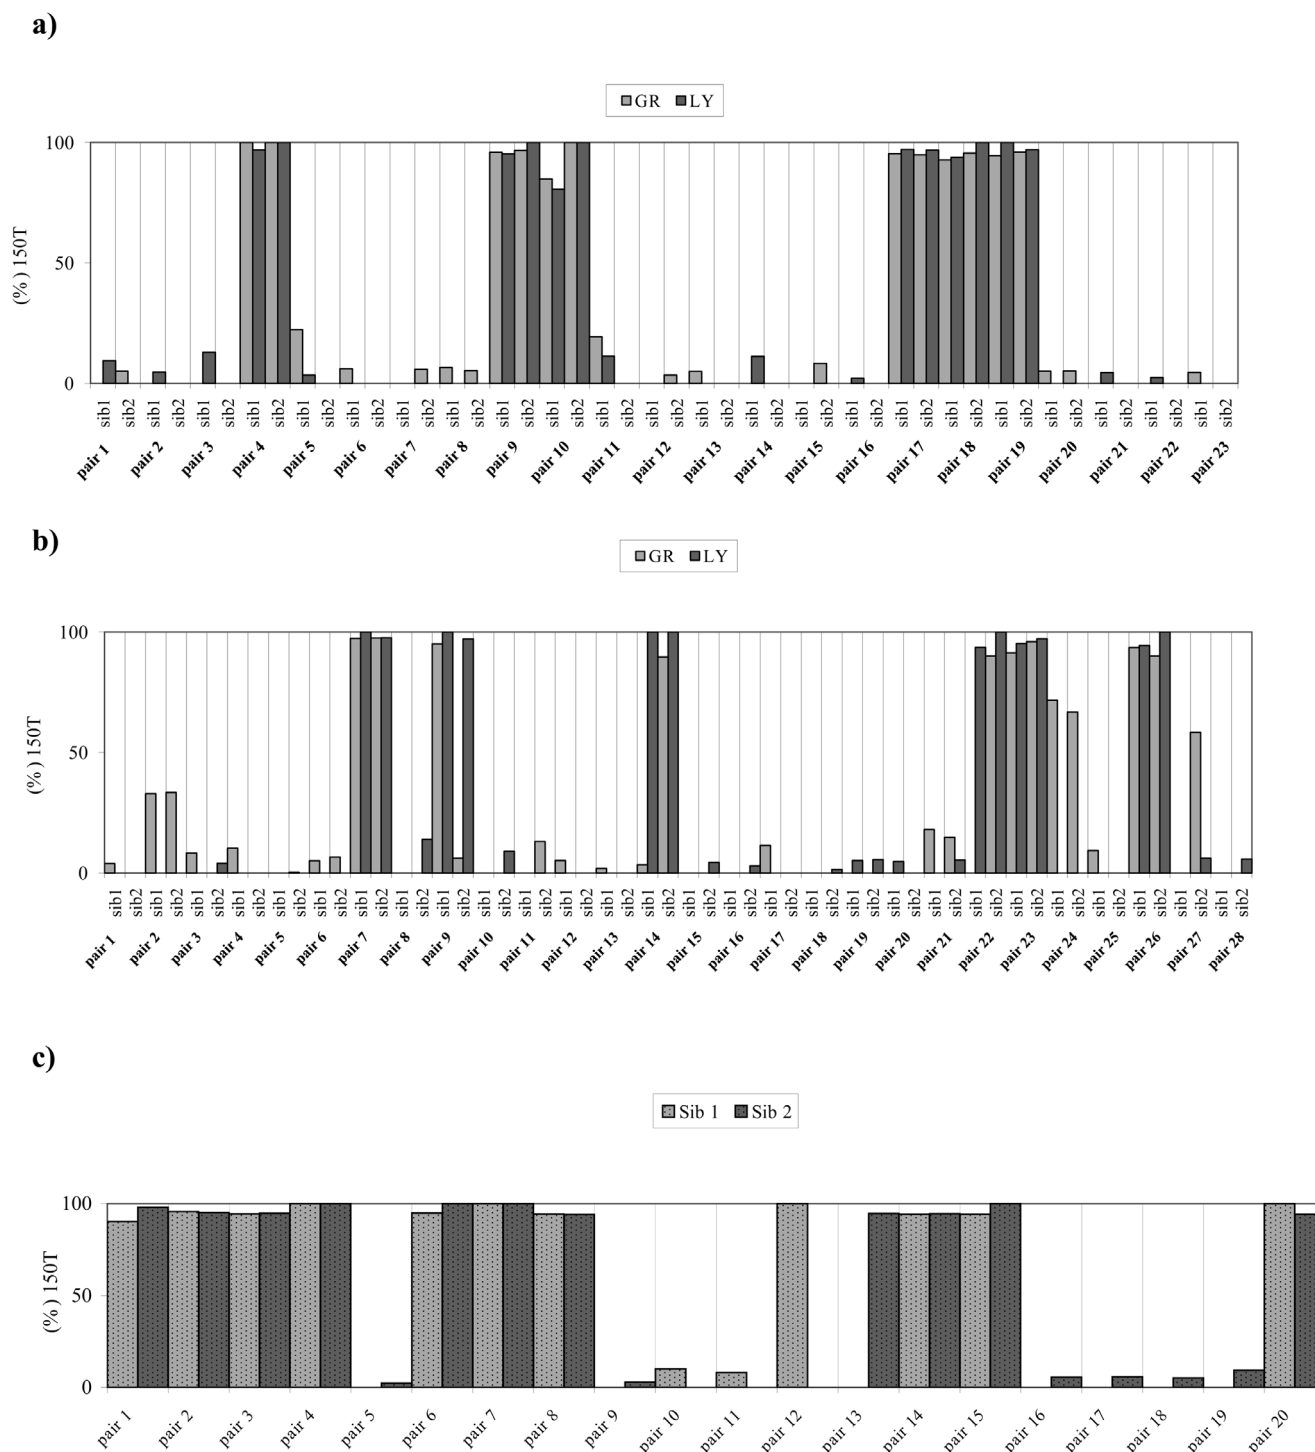 a)
GR LY
100
50
0
(%) 150T
sib1 sib2 sib1 sib2 sib1 sib2 sib1 sib2 sib1 sib2 sib1 sib2 sib1 sib2 sib1 sib2 sib1 sib2 sib1 sib2 sib1 sib2 sib1 sib2 sib1 sib2 sib1 sib2 sib1 sib2 sib1 sib2 sib1 sib2 sib1 sib2 sib1 sib2 sib1 sib2 sib1 sib2 sib1 sib2 sib1 sib2
pair 1 pair 2 pair 3 pair 4 pair 5 pair 6 pair 7 pair 8 pair 9 pair 10 pair 11 pair 12 pair 13 pair 14 pair 15 pair 16 pair 17 pair 18 pair 19 pair 20 pair 21 pair 22 pair 23
b)
GR LY
100
50
0
(%) 150T
sib1 sib2 sib1 sib2 sib1 sib2 sib1 sib2 sib1 sib2 sib1 sib2 sib1 sib2 sib1 sib2 sib1 sib2 sib1 sib2 sib1 sib2 sib1 sib2 sib1 sib2 sib1 sib2 sib1 sib2 sib1 sib2 sib1 sib2 sib1 sib2 sib1 sib2 sib1 sib2 sib1 sib2 sib1 sib2 sib1 sib2 sib1 sib2 sib1 sib2 sib1 sib2 sib1 sib2 sib1 sib2
pair 1 pair 2 pair 3 pair 4 pair 5 pair 6 pair 7 pair 8 pair 9 pair 10 pair 11 pair 12 pair 13 pair 14 pair 15 pair 16 pair 17 pair 18 pair 19 pair 20 pair 21 pair 22 pair 23 pair 24 pair 25 pair 26 pair 27 pair 28
c)
Sib 1 Sib 2
100
50
0
(%) 150T
pair 1 pair 2 pair 3 pair 4 pair 5 pair 6 pair 7 pair 8 pair 9 pair 10 pair 11 pair 12 pair 13 pair 14 pair 15 pair 16 pair 17 pair 18 pair 19 pair 20